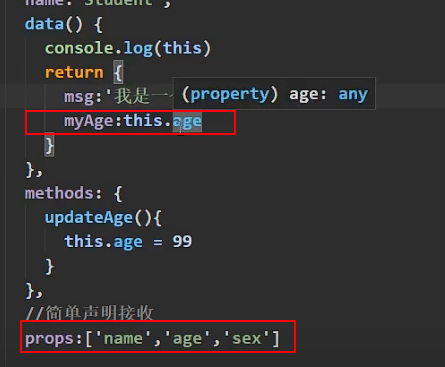 name:'Student',
data() {
console.log(this)
return {
msg:'我是一 (property) age: any
myAge:this.age
}
},
methods: {
updateAge(){
this.age = 99
}
},
//简单声明接收
props:['name','age','sex']